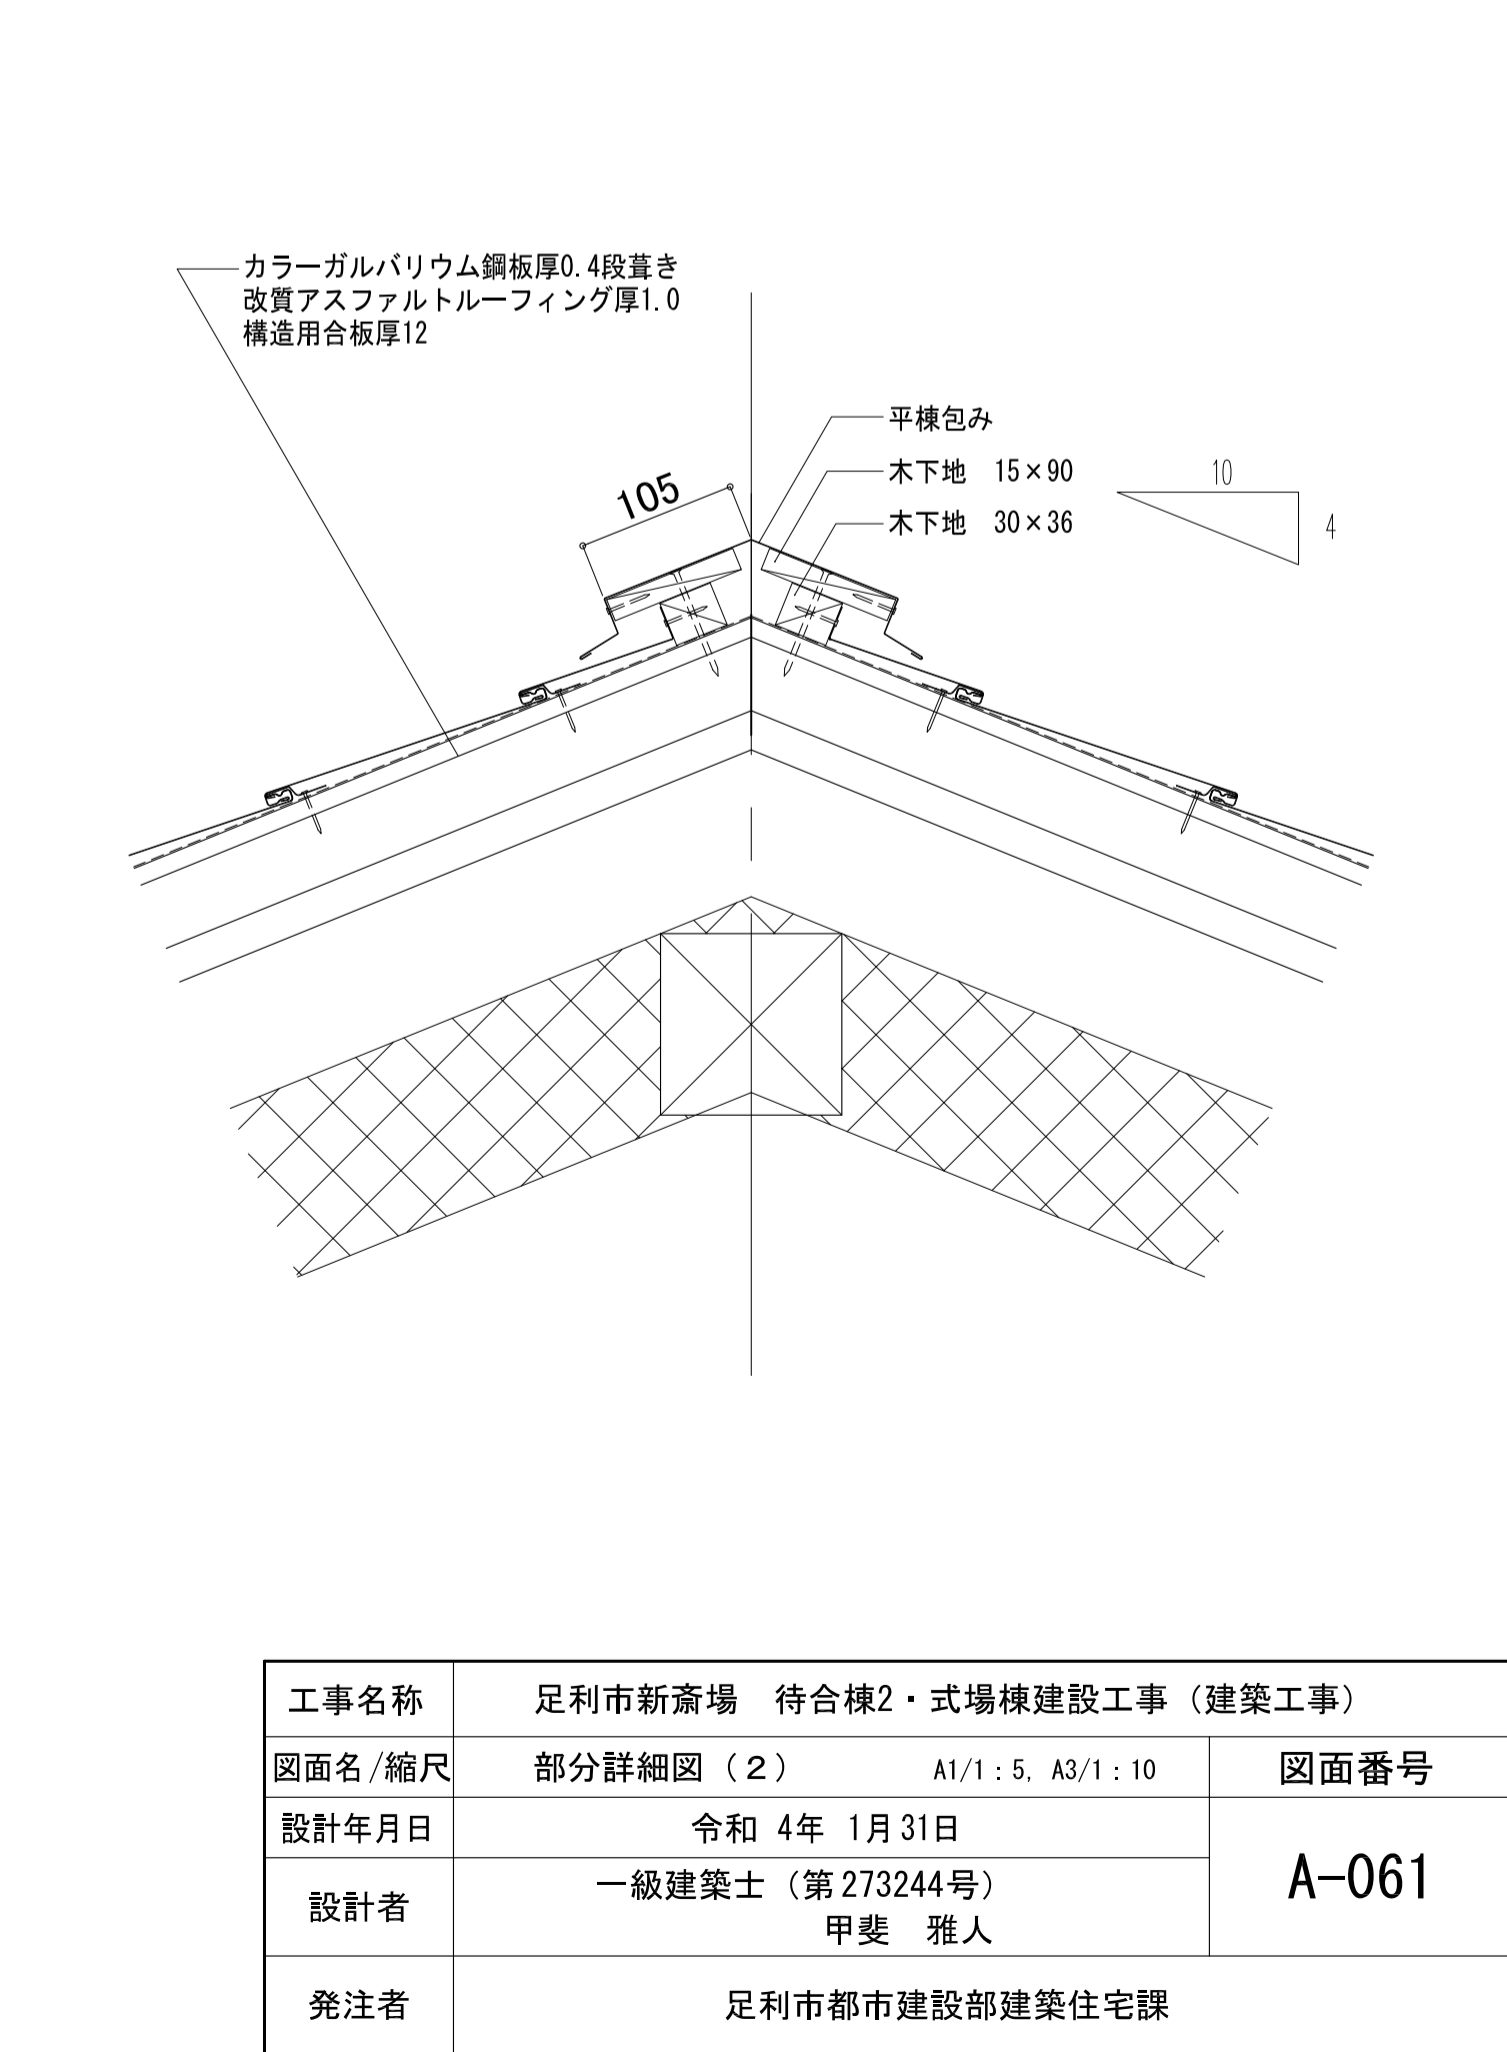 カラーガルバリウム鋼板厚0.4段葺き
改質アスファルトルーフィング厚1.0
構造用合板厚12
平棟包み
木下地　15×90
木下地　30×36
10
4
105
工事名称　足利市新斎場　待合棟2・式場棟建設工事（建築工事）
図面名/縮尺　部分詳細図（２）　A1/1：5, A3/1：10　図面番号
設計年月日　令和 4年 1月31日
A-061
設計者　一級建築士（第273244号）
甲斐　雅人
発注者　足利市都市建設部建築住宅課